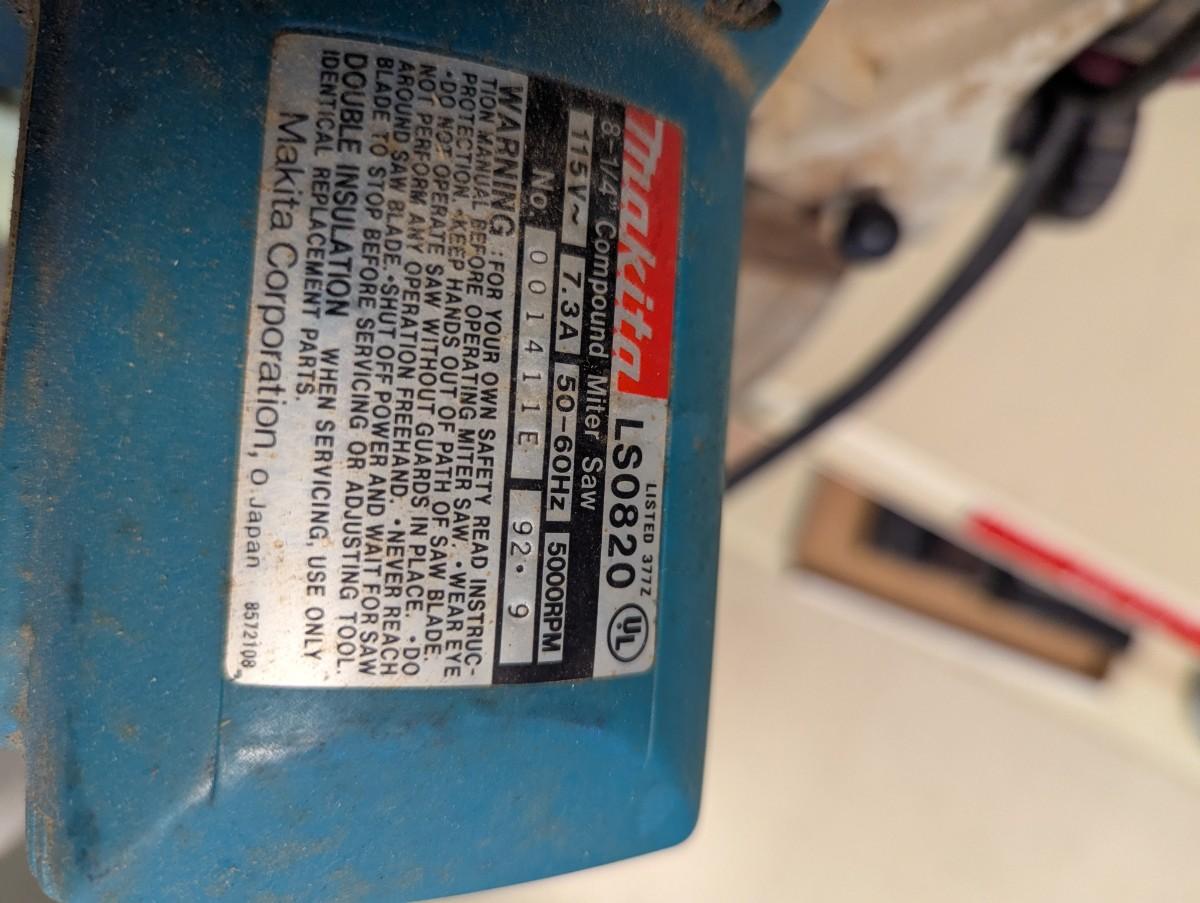 LISTED 377Z
makita LS0820 UL
8-1/4" Compound Miter Saw
115V~ 7.3A 50-60Hz 5000RPM
No. 001411E 92. 9
WARNING : FOR YOUR OWN SAFETY READ INSTRUC-
TION MANUAL BEFORE OPERATING MITER SAW. •WEAR EYE
PROTECTION. •KEEP HANDS OUT OF PATH OF SAW BLADE.
•DO NOT OPERATE SAW WITHOUT GUARDS IN PLACE. •DO
NOT PERFORM ANY OPERATION FREEHAND. •NEVER REACH
AROUND SAW BLADE. •SHUT OFF POWER AND WAIT FOR SAW
BLADE TO STOP BEFORE SERVICING OR ADJUSTING TOOL.
DOUBLE INSULATION WHEN SERVICING, USE ONLY
IDENTICAL REPLACEMENT PARTS.
Makita Corporation, o Japan 8572108